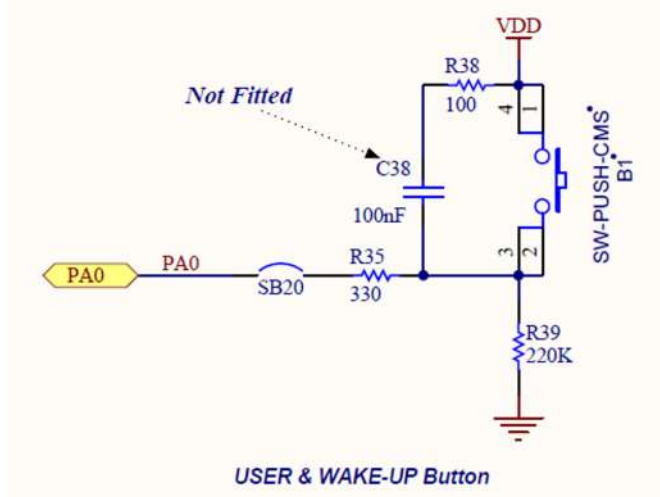 VDD
R38
100
Not Fitted
4
1
C38
100nF
SW-PUSH-CMS
B1
3
2
PA0
PA0
SB20
R35
330
R39
220K
USER & WAKE-UP Button